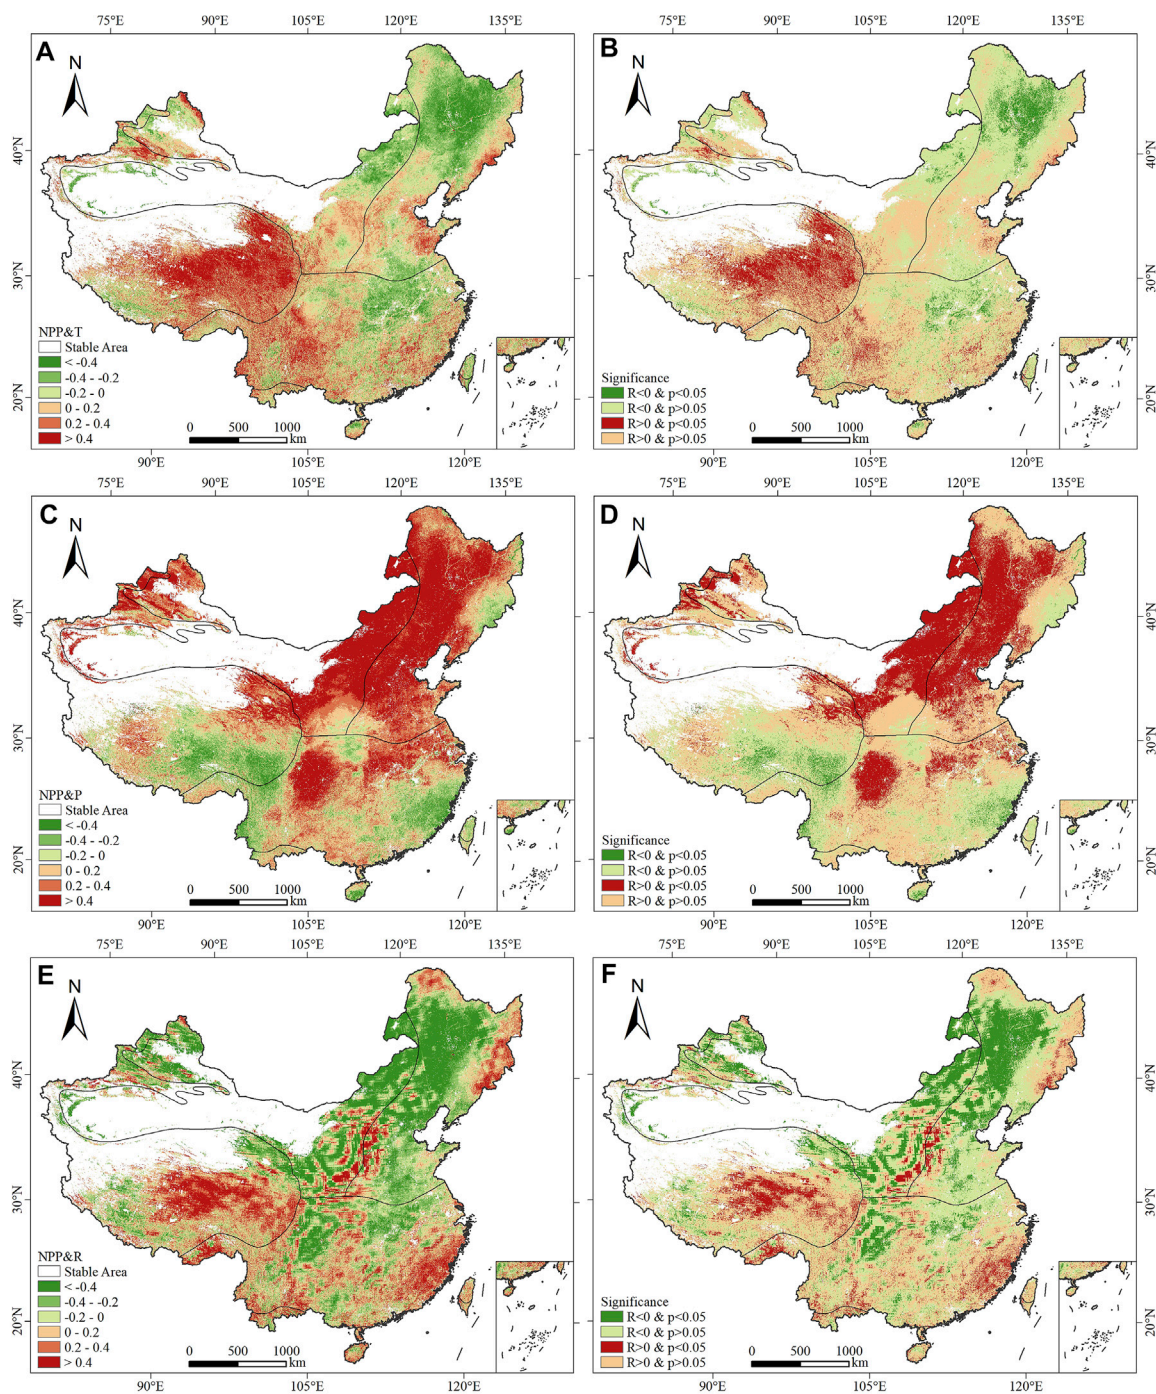 75°E 90°E 105°E 120°E 135°E
75°E 90°E 105°E 120°E 135°E
A
N
40°N
30°N
20°N
NPP&T
Stable Area
< -0.4
-0.4 - -0.2
-0.2 - 0
0 - 0.2
0.2 - 0.4
> 0.4
0 500 1000
km
90°E 105°E 120°E
B
N
40°N
30°N
20°N
Significance
R<0 & p<0.05
R<0 & p>0.05
R>0 & p<0.05
R>0 & p>0.05
0 500 1000
km
90°E 105°E 120°E
75°E 90°E 105°E 120°E 135°E
75°E 90°E 105°E 120°E 135°E
C
N
40°N
30°N
20°N
NPP&P
Stable Area
< -0.4
-0.4 - -0.2
-0.2 - 0
0 - 0.2
0.2 - 0.4
> 0.4
0 500 1000
km
90°E 105°E 120°E
D
N
40°N
30°N
20°N
Significance
R<0 & p<0.05
R<0 & p>0.05
R>0 & p<0.05
R>0 & p>0.05
0 500 1000
km
90°E 105°E 120°E
75°E 90°E 105°E 120°E 135°E
75°E 90°E 105°E 120°E 135°E
E
N
40°N
30°N
20°N
NPP&R
Stable Area
< -0.4
-0.4 - -0.2
-0.2 - 0
0 - 0.2
0.2 - 0.4
> 0.4
0 500 1000
km
90°E 105°E 120°E
F
N
40°N
30°N
20°N
Significance
R<0 & p<0.05
R<0 & p>0.05
R>0 & p<0.05
R>0 & p>0.05
0 500 1000
km
90°E 105°E 120°E